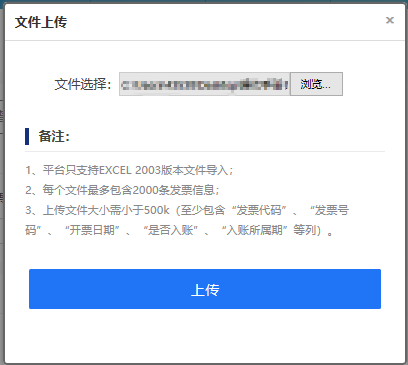 文件上传
×
文件选择： 浏览...
备注：
1、平台只支持EXCEL 2003版本文件导入；
2、每个文件最多包含2000条发票信息；
3、上传文件大小需小于500k（至少包含“发票代码”、“发票号
码”、“开票日期”、“是否入账”、“入账所属期”等列）。
上传